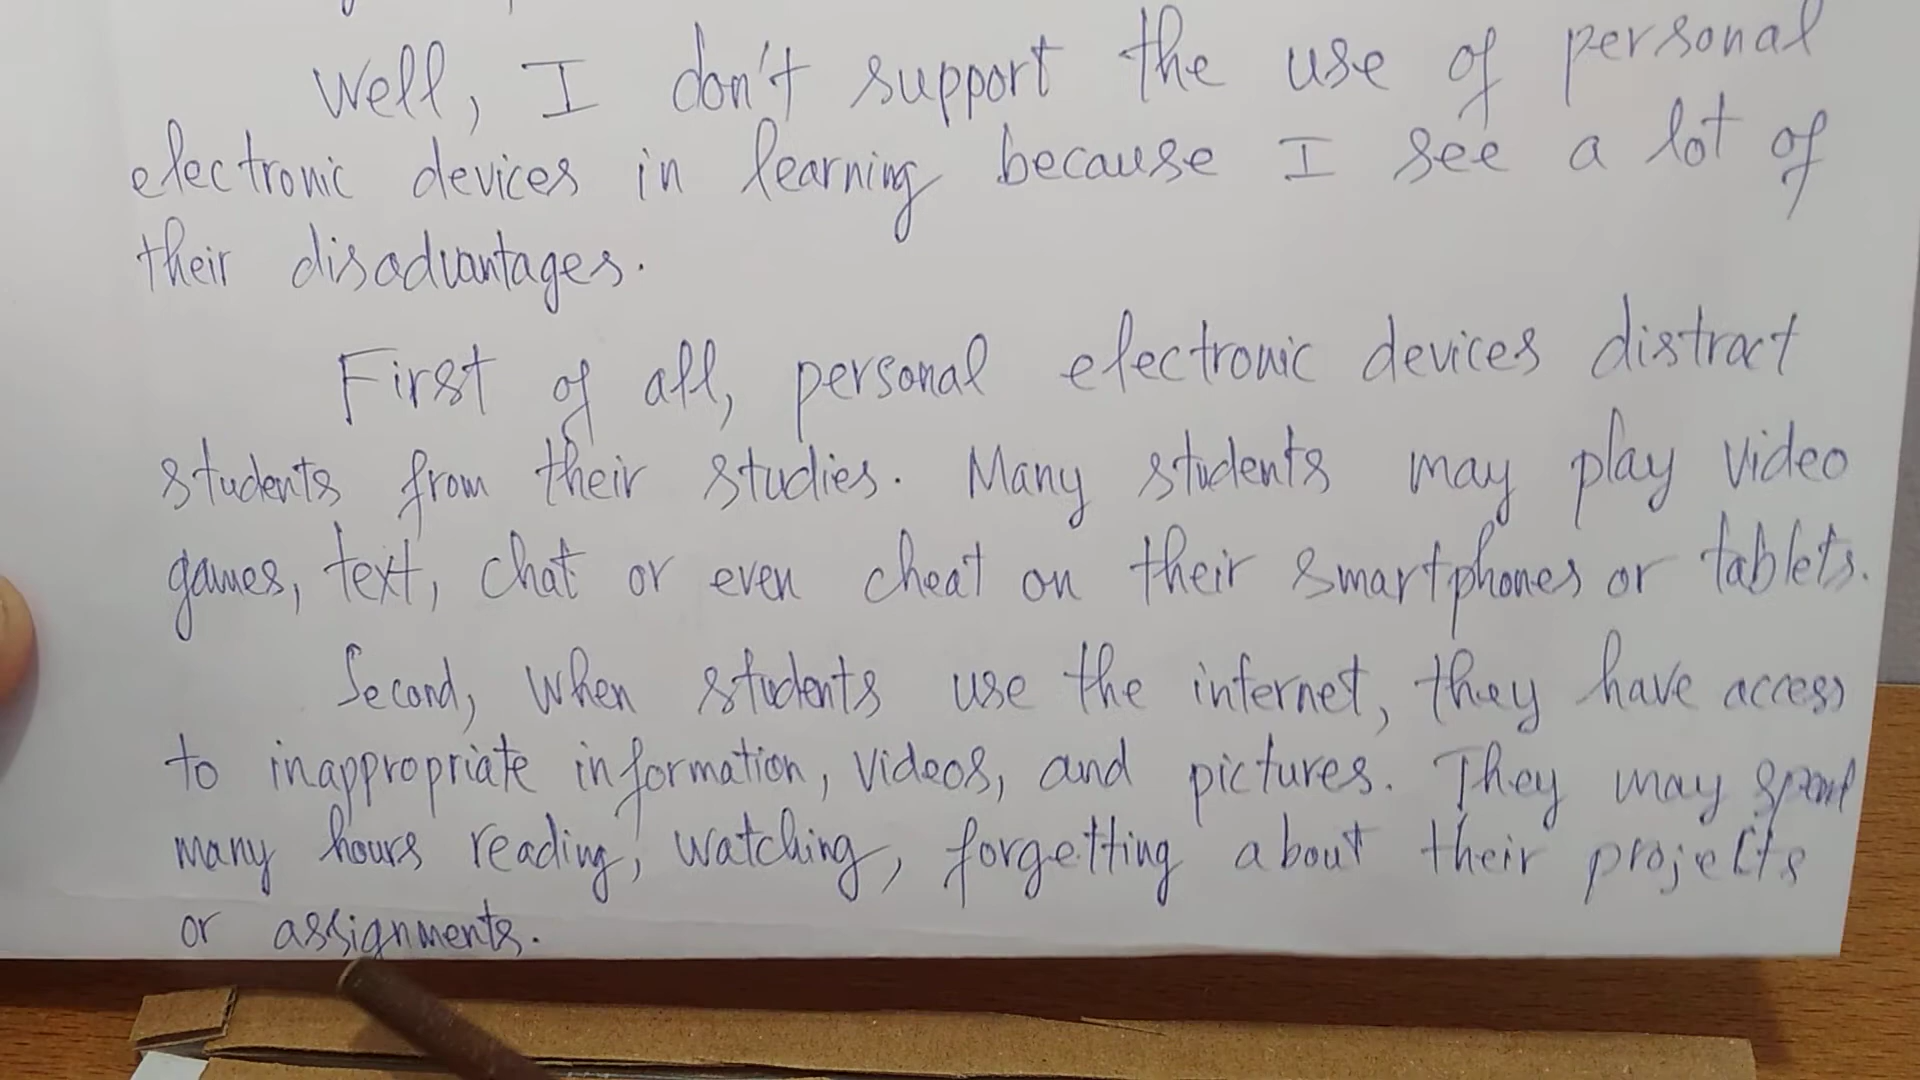 Well, I don't support the use of personal
electronic devices in learning because I see a lot of
their disadvantages.
First of all, personal electronic devices distract
students from their studies. Many students may play video
games, text, chat or even cheat on their smartphones or tablets.
Second, when students use the internet, they have access
to inappropriate information, videos, and pictures. They may
many hours reading, watching, forgetting about their projects
or assignments.